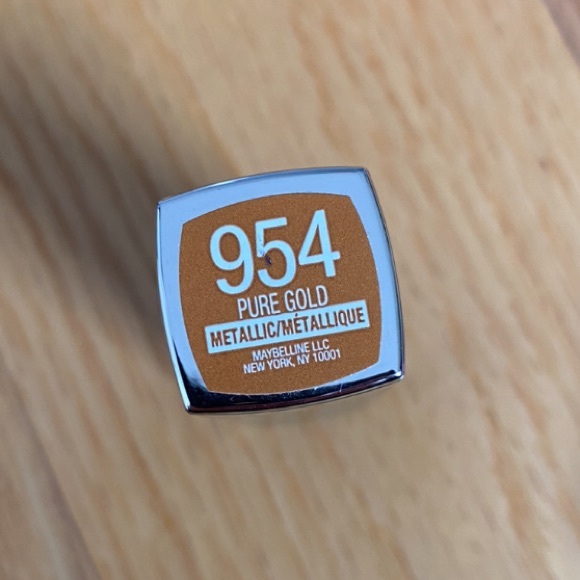 954
PURE GOLD
METALLIC/MÉTALLIQUE
MAYBELLINE LLC
NEW YORK, NY 10001